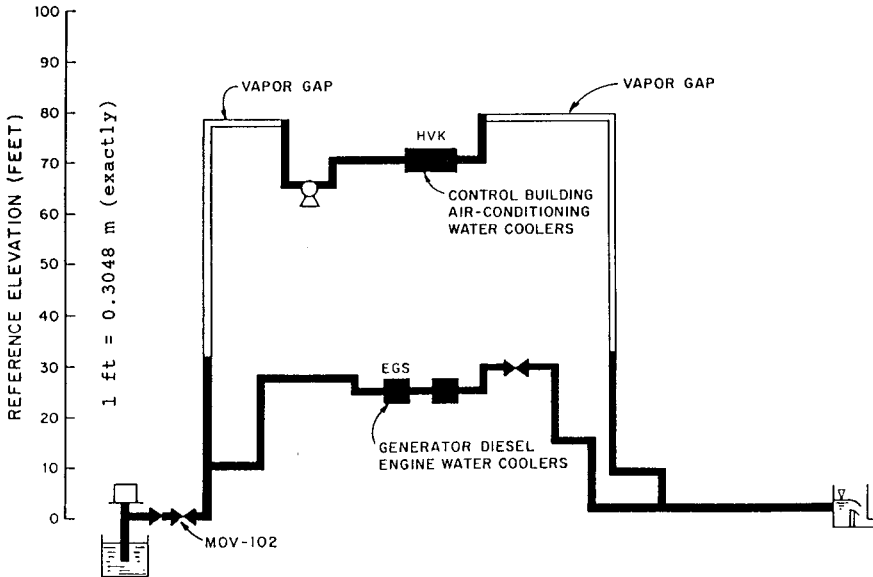 REFERENCE ELEVATION (FEET)
1 ft = 0.3048 m (exactly)
100
90
80
70
60
50
40
30
20
10
0
VAPOR GAP
VAPOR GAP
HVK
CONTROL BUILDING
AIR-CONDITIONING
WATER COOLERS
EGS
GENERATOR DIESEL
ENGINE WATER COOLERS
MOV-102